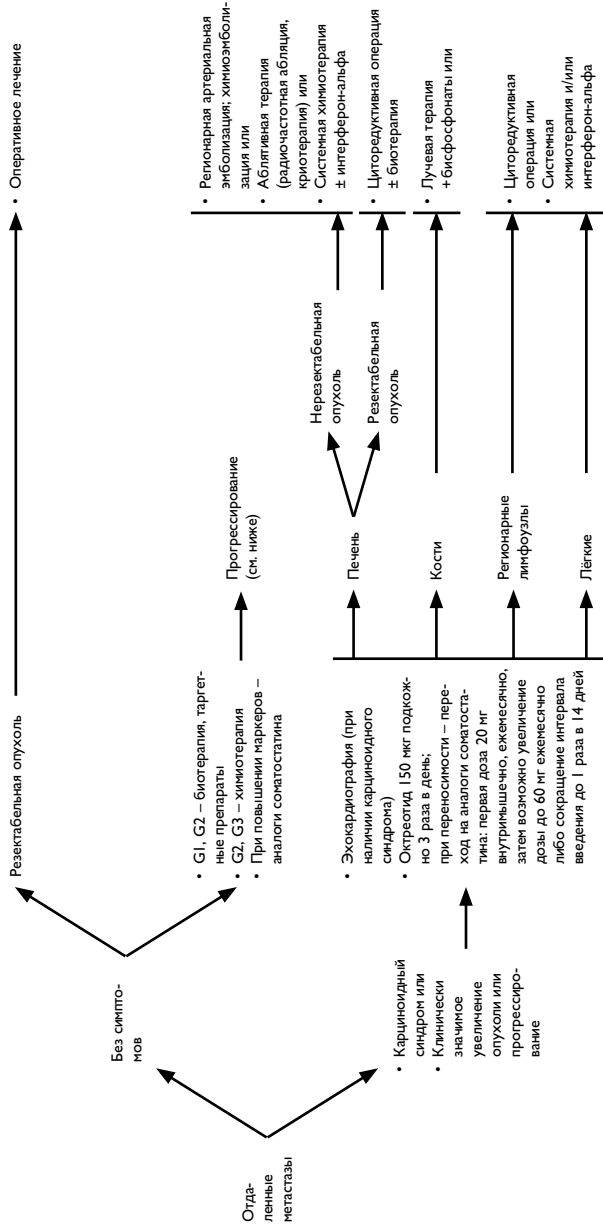 Отда-
ленные
метастазы
Без симпто-
мов
• Карциноидный
синдром или
• Клинически
значимое
увеличение
опухоли или
прогрессиро-
вание
Резектабельная опухоль
• G1, G2 – биотерапия, таргет-
ные препараты
• G2, G3 – химиотерапия
• При повышении маркеров –
аналоги соматостатина
• Эхокардиография (при
наличии карциноидного
синдрома)
• Октреотид 150 мкг подкож-
но 3 раза в день;
при переносимости – пере-
ход на аналоги соматоста-
тина: первая доза 20 мг
внутримышечно, ежемесячно,
затем возможно увеличение
дозы до 60 мг ежемесячно
либо сокращение интервала
введения до 1 раза в 14 дней
Прогрессирование
(см. ниже)
Печень
Кости
Регионарные
лимфоузлы
Лёгкие
Нерезектабельная
опухоль
Резектабельная
опухоль
• Оперативное лечение
• Регионарная артериальная
эмболизация; химиоэмболи-
зация или
• Аблятивная терапия
(радиочастотная абляция,
криотерапия) или
• Системная химиотерапия
± интерферон-альфа
• Циторедуктивная операция
± биотерапия
• Лучевая терапия
+ бисфосфонаты или
• Циторедуктивная
операция или
• Системная
химиотерапия и/или
интерферон-альфа